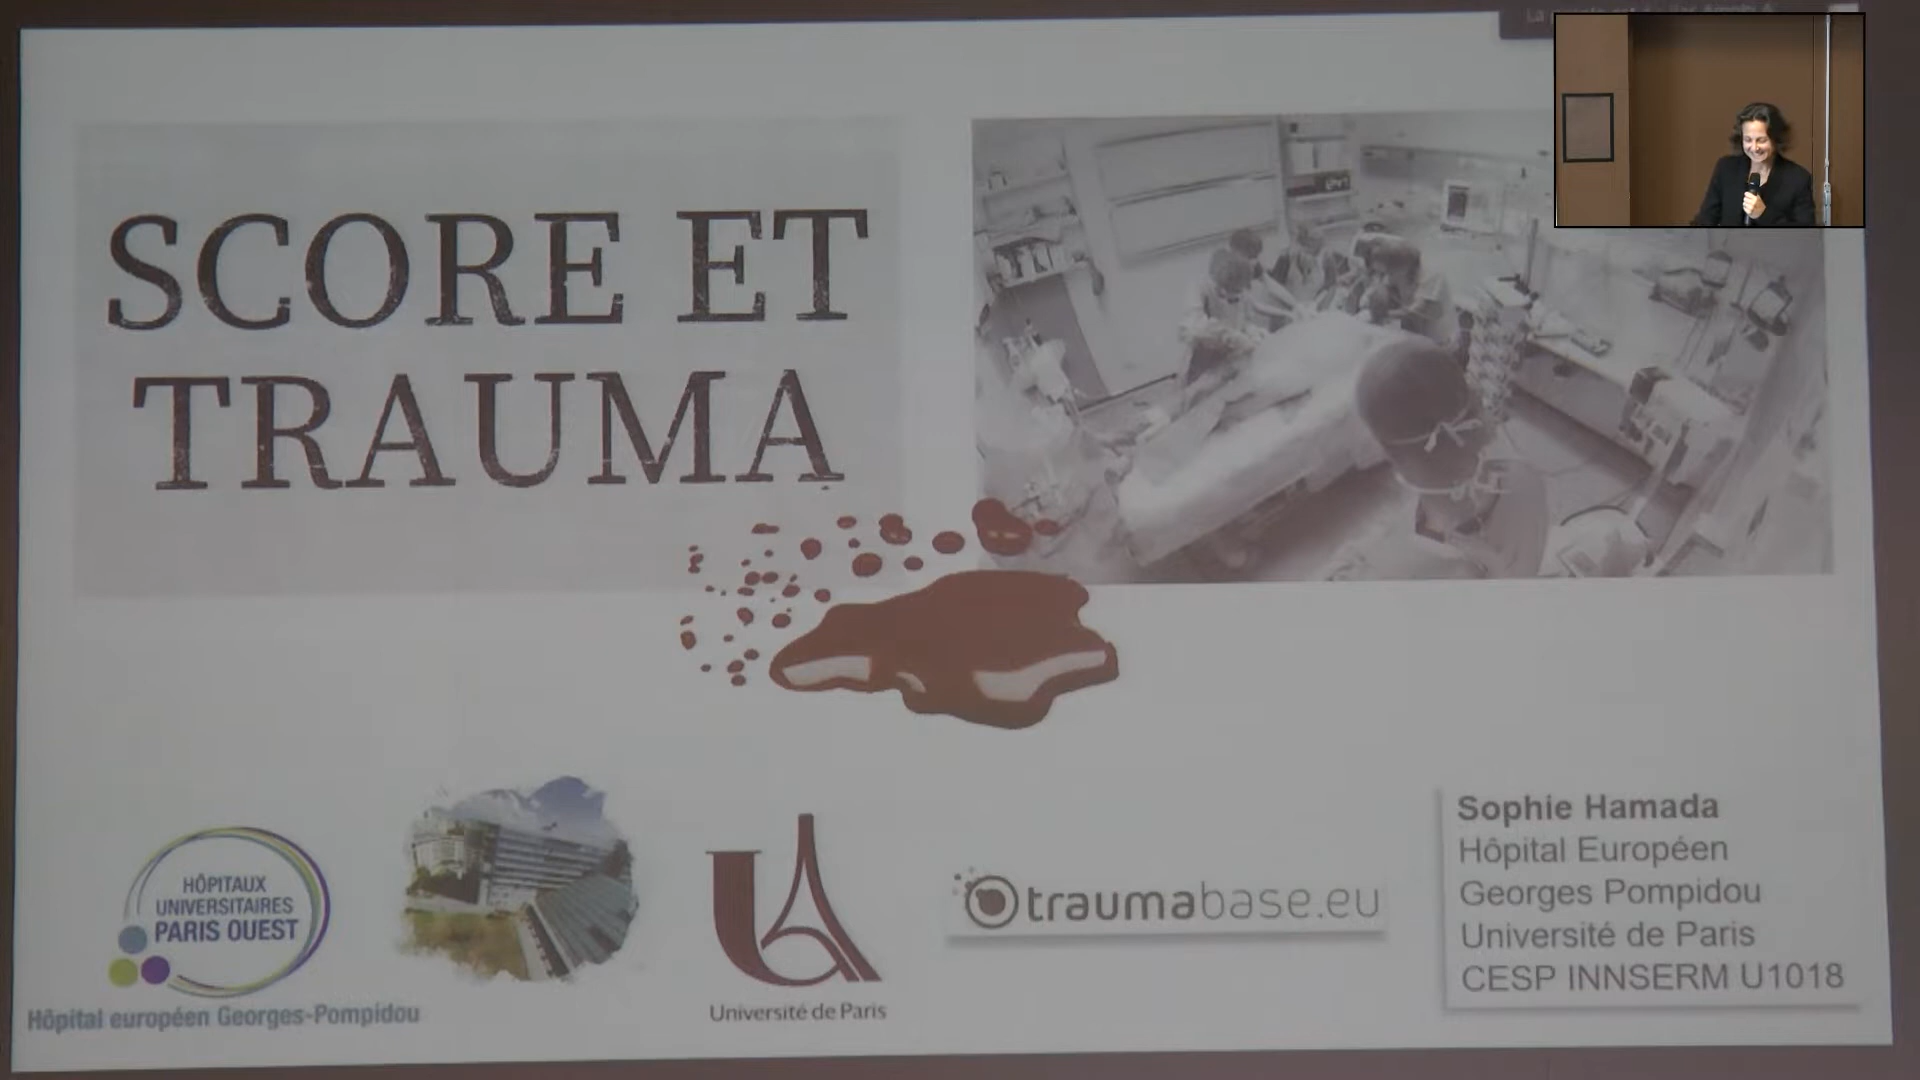 SCORE ET
TRAUMA
HÔPITAUX
UNIVERSITAIRES
PARIS OUEST
Hôpital européen Georges-Pompidou
Université de Paris
traumabase.eu
Sophie Hamada
Hôpital Européen
Georges Pompidou
Université de Paris
CESP INNSERM U1018